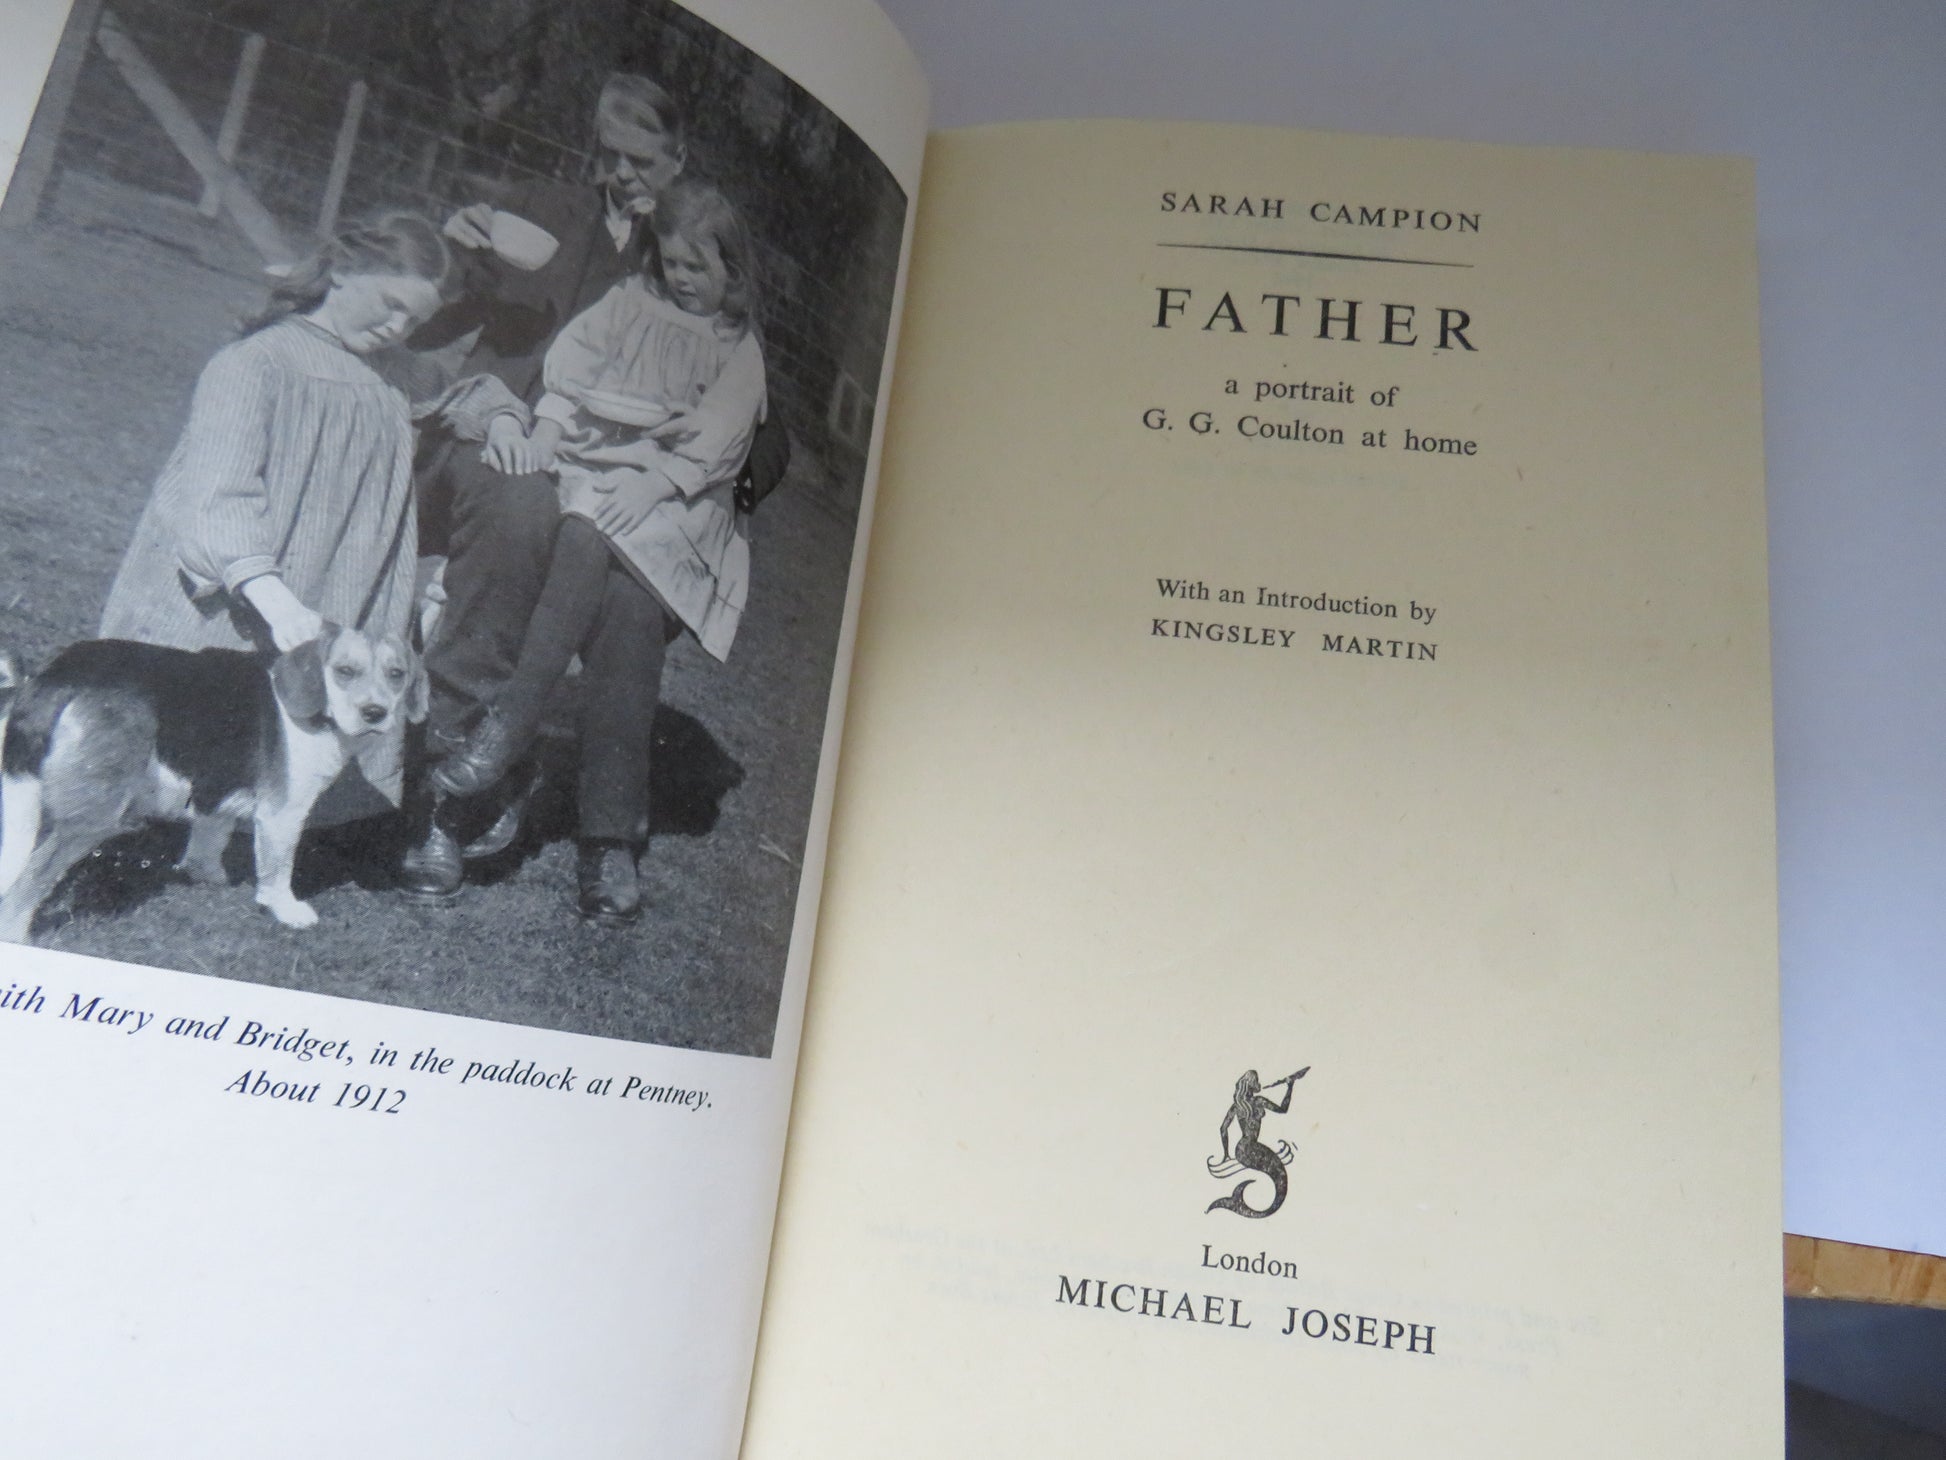 with Mary and Bridget, in the paddock at Pentney.
About 1912
SARAH CAMPION
FATHER
a portrait of
G. G. Coulton at home
With an Introduction by
KINGSLEY MARTIN
London
MICHAEL JOSEPH